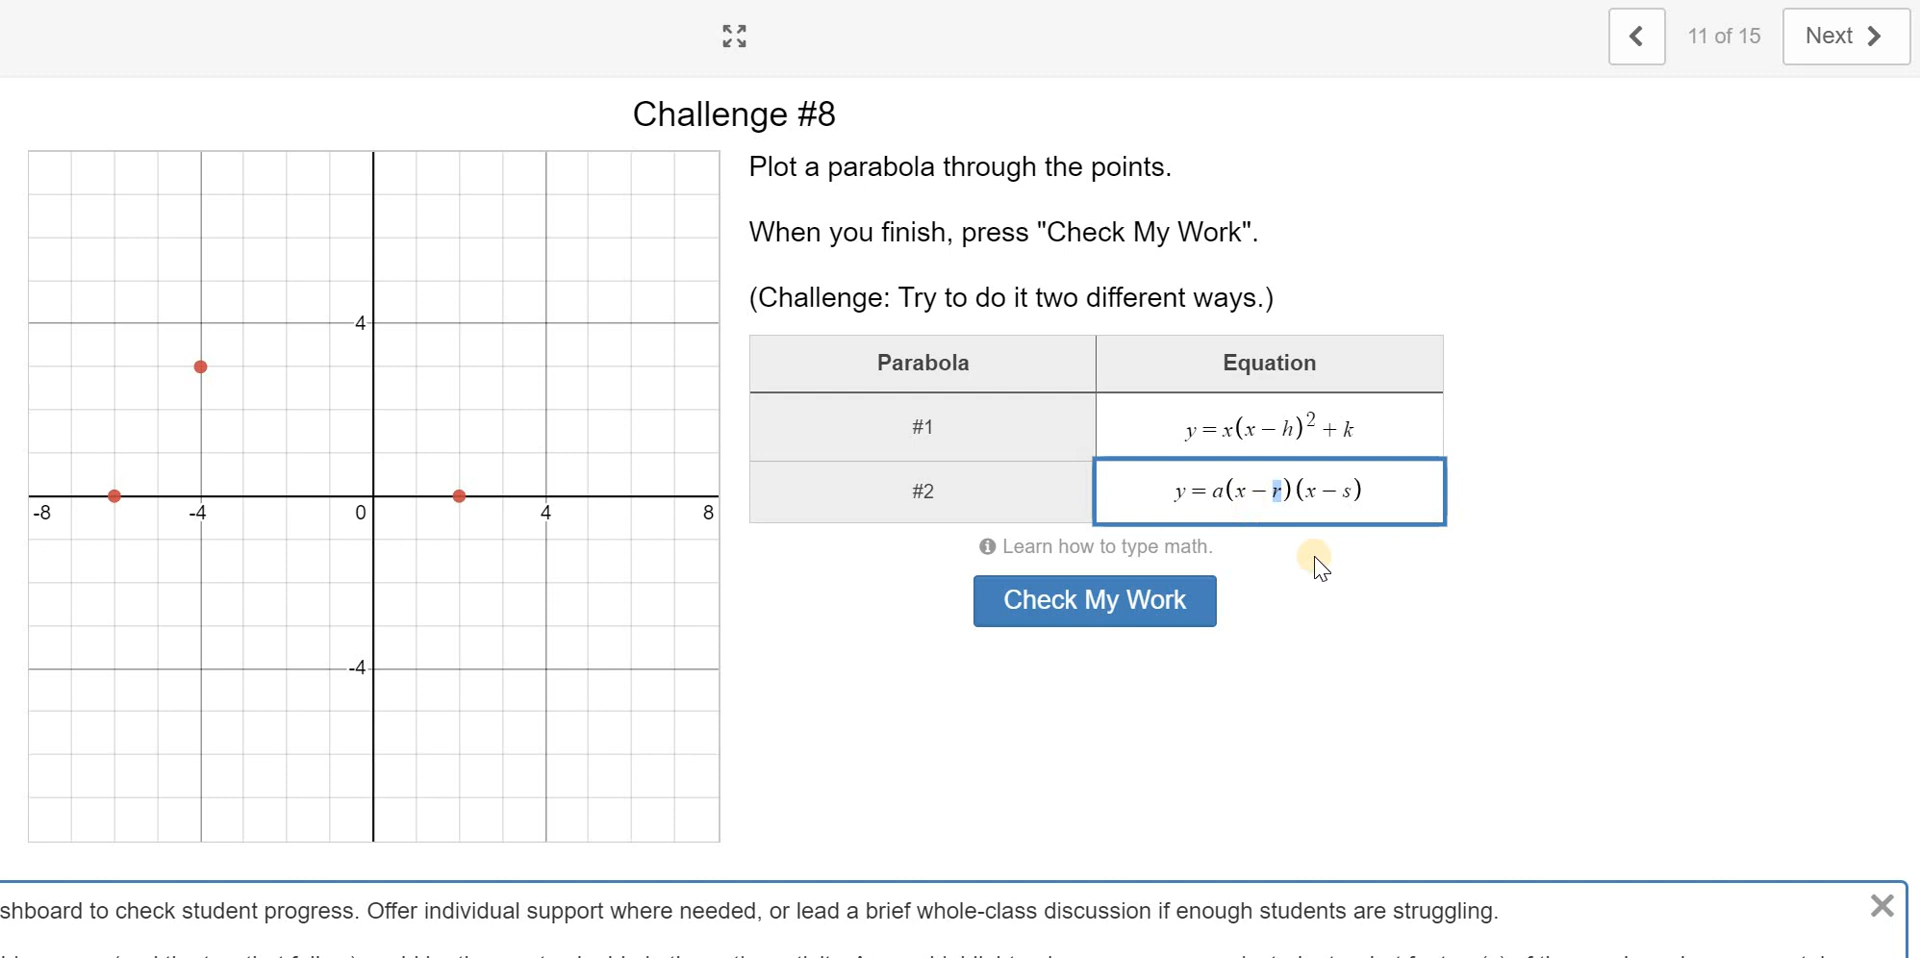 11 of 15
Next
Challenge #8
Plot a parabola through the points.
When you finish, press "Check My Work".
(Challenge: Try to do it two different ways.)
Parabola Equation
#1 y = x(x − h)² + k
#2 y = a(x − r)(x − s)
Learn how to type math.
Check My Work
4
-8 -4 0 4 8
-4
shboard to check student progress. Offer individual support where needed, or lead a brief whole-class discussion if enough students are struggling.